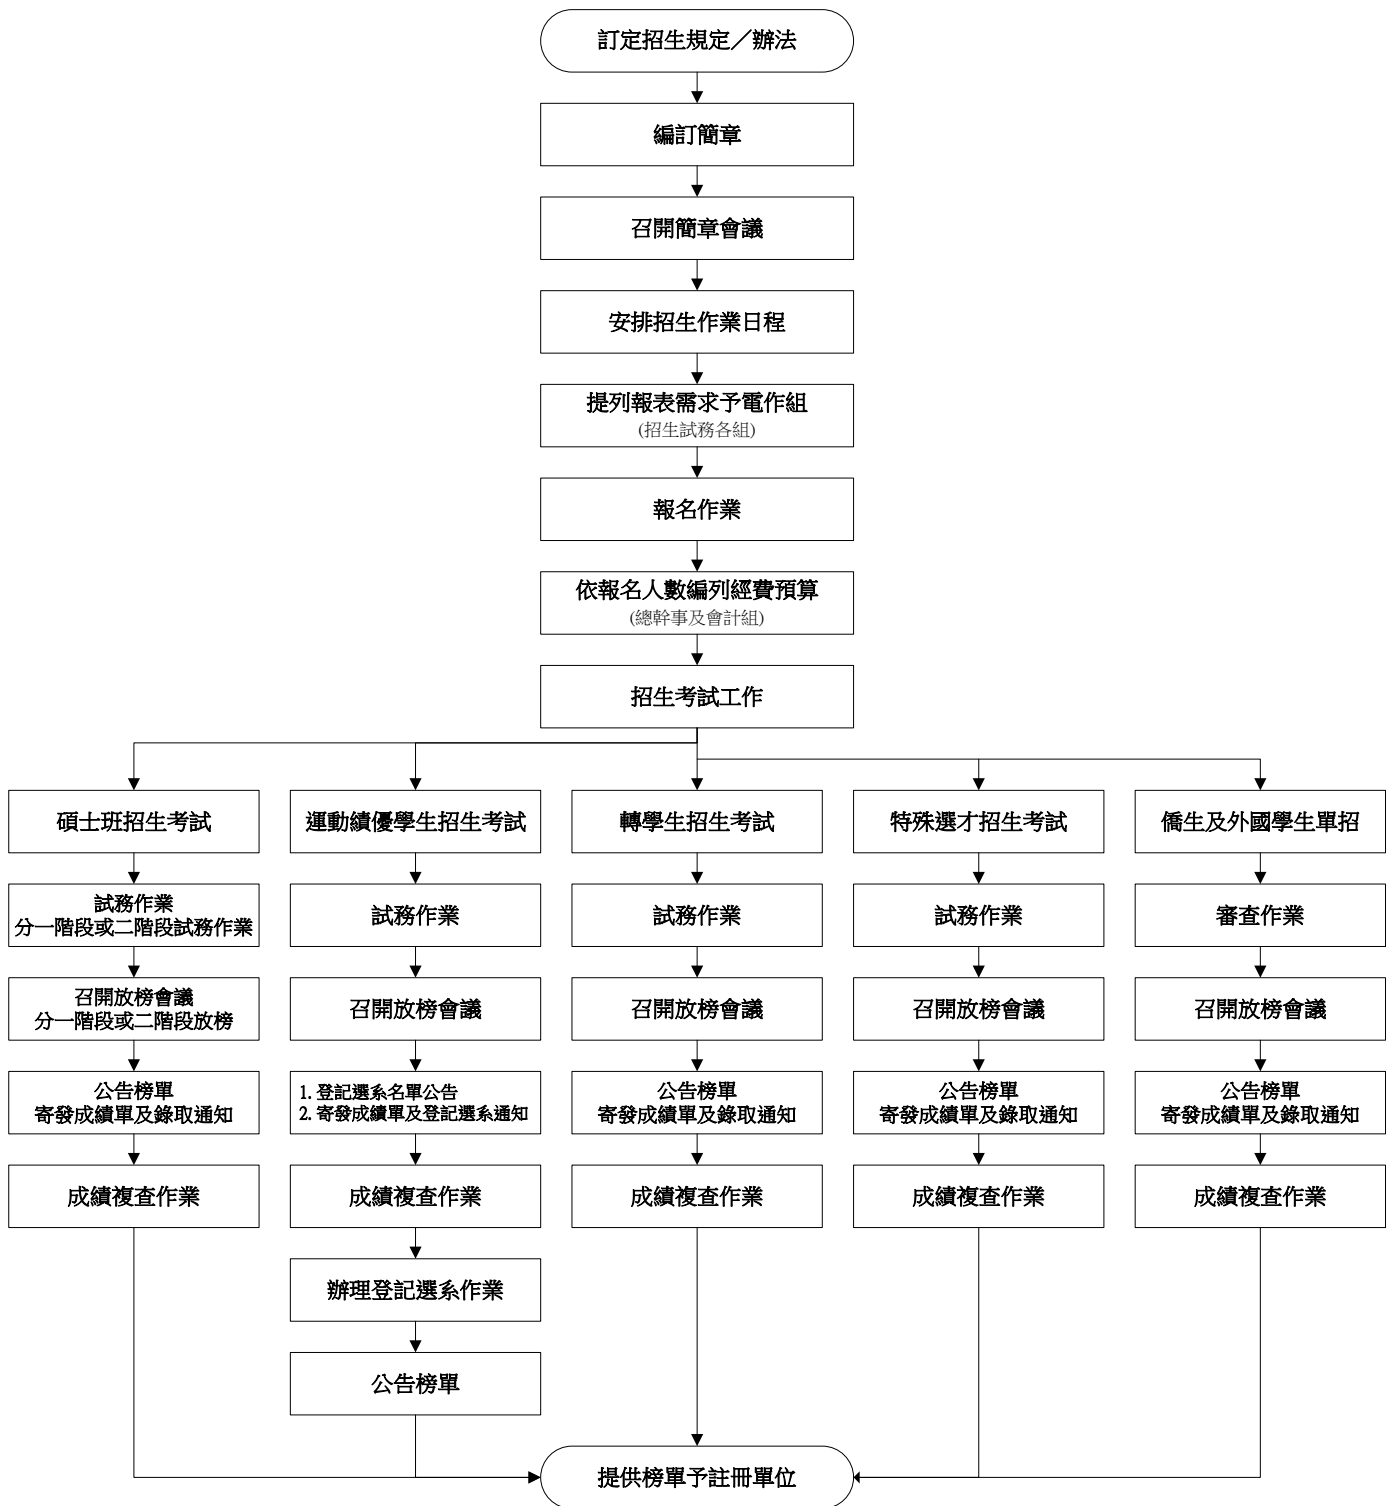 訂定招生規定／辦法
編訂簡章
召開簡章會議
安排招生作業日程
提列報表需求予電作組
(招生試務各組)
報名作業
依報名人數編列經費預算
(總幹事及會計組)
招生考試工作
碩士班招生考試
運動績優學生招生考試
轉學生招生考試
特殊選才招生考試
僑生及外國學生單招
試務作業
分一階段或二階段試務作業
試務作業
試務作業
試務作業
審查作業
召開放榜會議
分一階段或二階段放榜
召開放榜會議
召開放榜會議
召開放榜會議
召開放榜會議
公告榜單
寄發成績單及錄取通知
1. 登記選系名單公告
2. 寄發成績單及登記選系通知
公告榜單
寄發成績單及錄取通知
公告榜單
寄發成績單及錄取通知
公告榜單
寄發成績單及錄取通知
成績複查作業
成績複查作業
成績複查作業
成績複查作業
成績複查作業
辦理登記選系作業
公告榜單
提供榜單予註冊單位